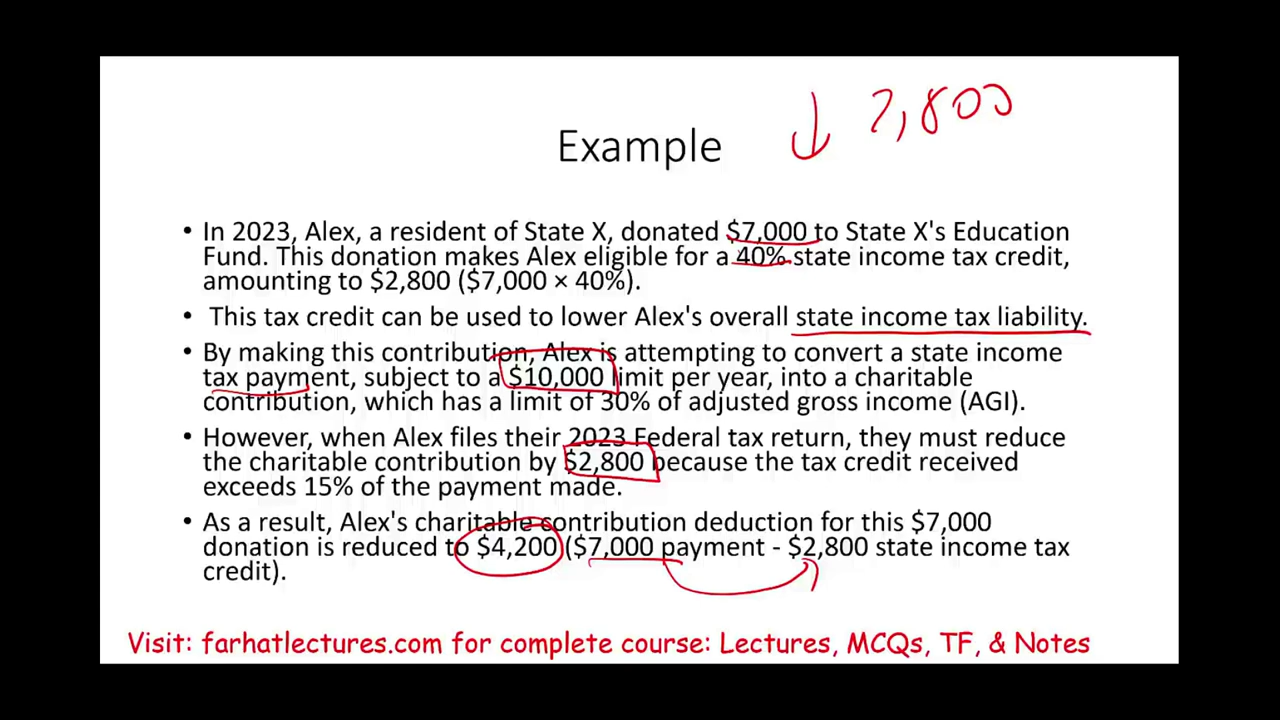 ↓ 2,800
Example
• In 2023, Alex, a resident of State X, donated $7,000 to State X's Education
Fund. This donation makes Alex eligible for a 40% state income tax credit,
amounting to $2,800 ($7,000 × 40%).
• This tax credit can be used to lower Alex's overall state income tax liability.
• By making this contribution, Alex is attempting to convert a state income
tax payment, subject to a $10,000 limit per year, into a charitable
contribution, which has a limit of 30% of adjusted gross income (AGI).
• However, when Alex files their 2023 Federal tax return, they must reduce
the charitable contribution by $2,800 because the tax credit received
exceeds 15% of the payment made.
• As a result, Alex's charitable contribution deduction for this $7,000
donation is reduced to $4,200 ($7,000 payment - $2,800 state income tax
credit).
Visit: farhatlectures.com for complete course: Lectures, MCQs, TF, & Notes